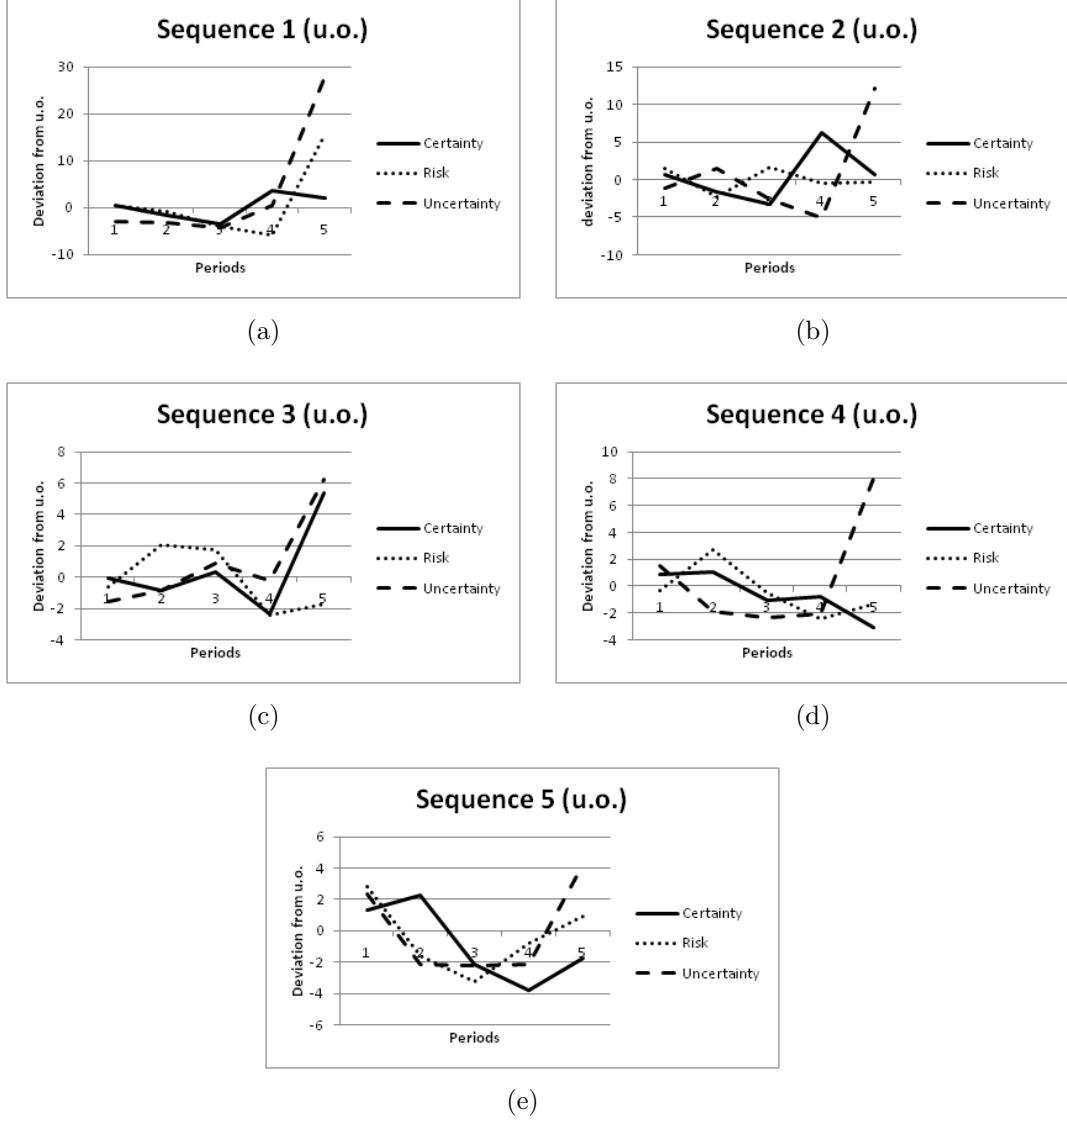 Sequence 1 (u.o.)
Deviation from u.o.
30
20
10
0
-10
1 2 3 4 5
Periods
Certainty
Risk
Uncertainty
(a)
Sequence 2 (u.o.)
deviation from u.o.
15
10
5
0
-5
-10
1 2 3 4 5
Periods
Certainty
Risk
Uncertainty
(b)
Sequence 3 (u.o.)
Deviation from u.o.
8
6
4
2
0
-2
-4
1 2 3 4 5
Periods
Certainty
Risk
Uncertainty
(c)
Sequence 4 (u.o.)
Deviation from u.o.
10
8
6
4
2
0
-2
-4
1 2 3 4 5
Periods
Certainty
Risk
Uncertainty
(d)
Sequence 5 (u.o.)
Deviation from u.o.
6
4
2
0
-2
-4
-6
1 2 3 4 5
Periods
Certainty
Risk
Uncertainty
(e)